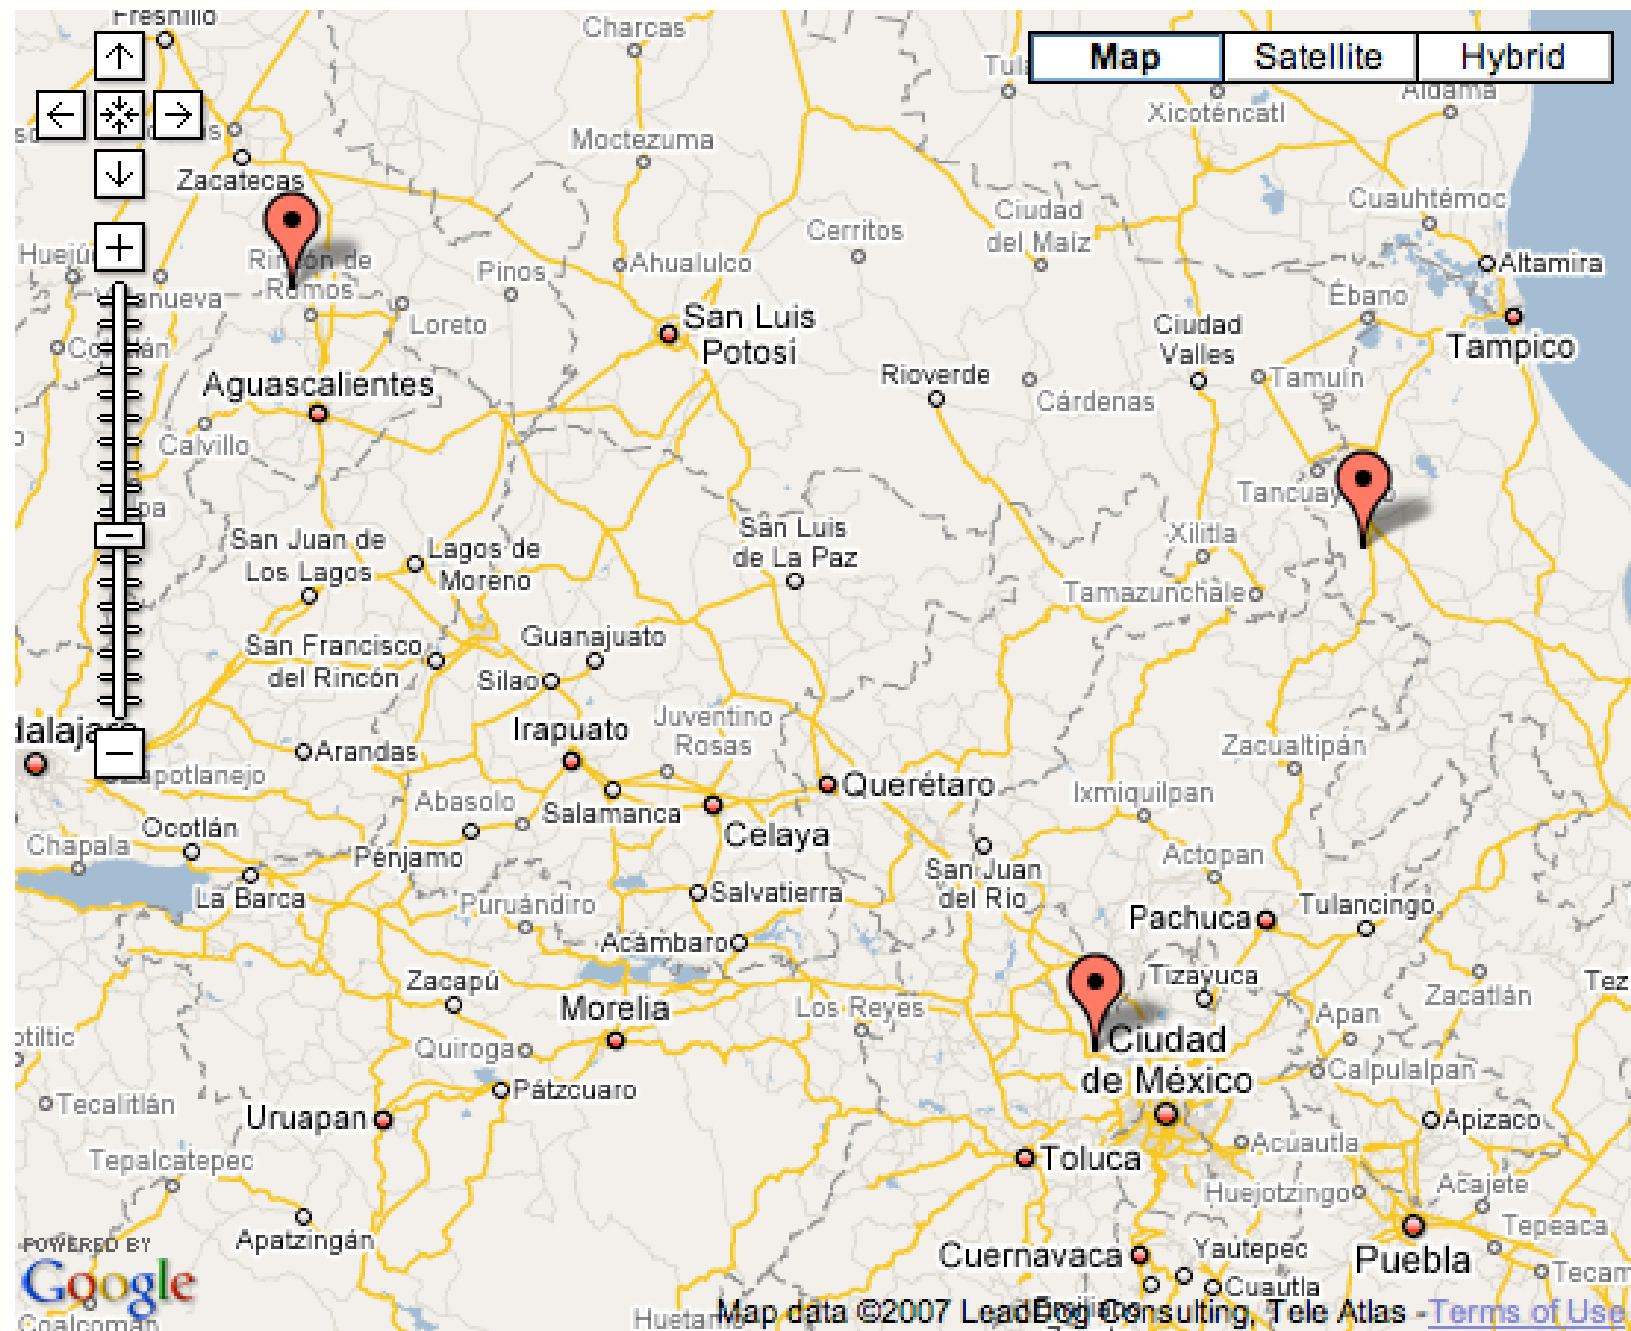 Fresnillo
Charcas
Map
Satellite
Hybrid
Aldama
Xicoténcatl
Moctezuma
Zacatecas
Cuauhtémoc
Ciudad
del Maíz
Cerritos
Rincón de
Romos
Pinos
Ahualulco
Altamira
Ébano
Loreto
San Luis
Potosí
Ciudad
Valles
Tampico
Rioverde
Tamuín
Cárdenas
Aguascalientes
Calvillo
Xilitla
San Luis
de La Paz
San Juan de
Los Lagos
Lagos de
Moreno
Tamazunchale
San Francisco
del Rincón
Guanajuato
Silao
Irapuato
Juventino
Rosas
Zacualtipán
Arandas
Querétaro
Ixmiquilpan
Abasolo
Salamanca
Celaya
Ocotlán
Chapala
Pénjamo
Actopan
San Juan
del Río
La Barca
Puruándiro
Salvatierra
Pachuca
Tulancingo
Acámbaro
Zacapú
Tizayuca
Zacatlán
Tez
Morelia
Los Reyes
Apan
Ciudad
de México
Quiroga
Calpulalpan
Pátzcuaro
Tecalitlán
Uruapan
Apizaco
Acuautla
Toluca
Tepalcatepec
Huejotzingo
Acajete
Tepeaca
Apatzingán
Cuernavaca
Yautepec
Puebla
Cuautla
Tecam
POWERED BY
Google
Coalcomán
Map data ©2007 LeadDog Consulting, Tele Atlas - Terms of Use